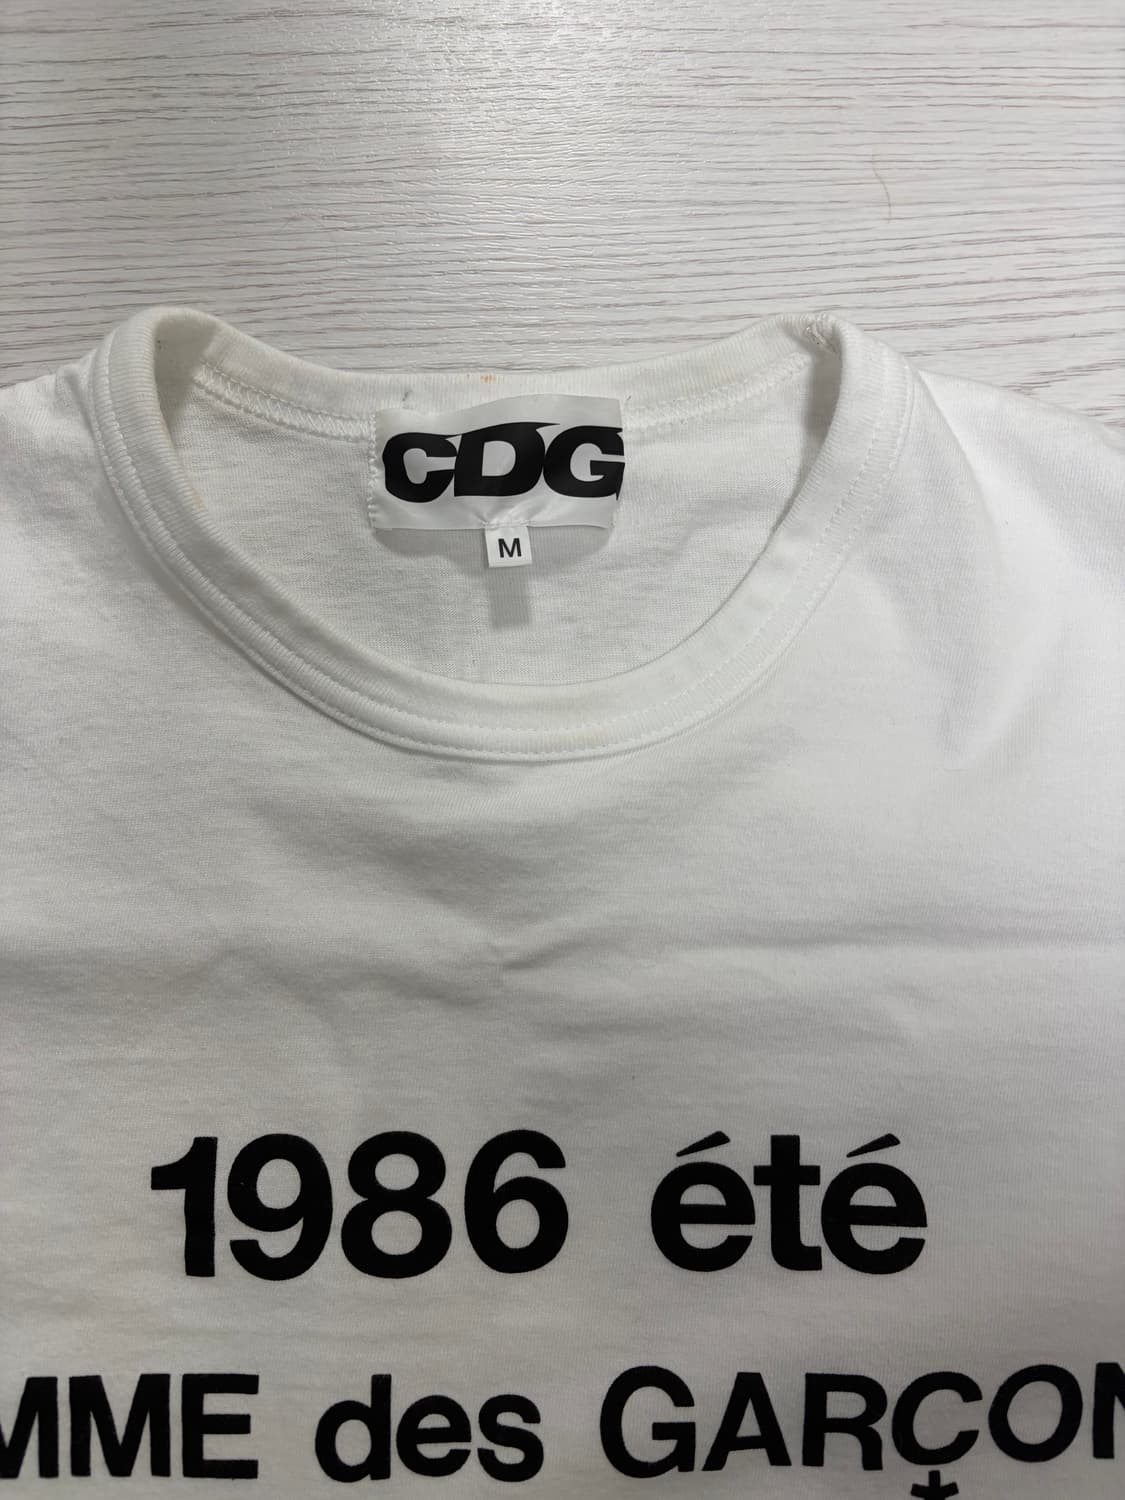 CDG
M
1986 été
MME des GARÇON